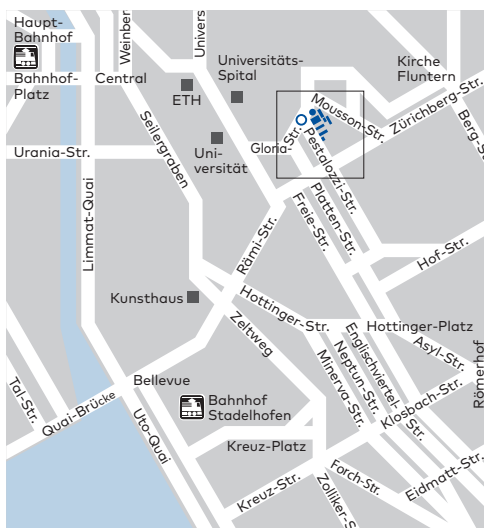 Haupt-
Bahnhof
Bahnhof-
Platz
Central
Weinber
Univers
Universitäts-
Spital
ETH
Kirche
Fluntern
Mousson-Str.
Zürichberg-Str.
Berg-Str.
Gloria-
Str.
Pestalozzi-Str.
Platten-Str.
Freie-Str.
Urania-Str.
Seilergraben
Uni-
versität
Limmat-Quai
Rämi-Str.
Hof-Str.
Kunsthaus
Hottinger-Str.
Hottinger-Platz
Zeltweg
Englischviertel-
Str.
Neptun-Str.
Minerva-Str.
Asyl-Str.
Klosbach-Str.
Römerhof
Tal-Str.
Quai-Brücke
Bellevue
Uto-Quai
Bahnhof
Stadelhofen
Kreuz-Platz
Kreuz-Str.
Forch-Str.
Zolliker-S
Eidmatt-Str.